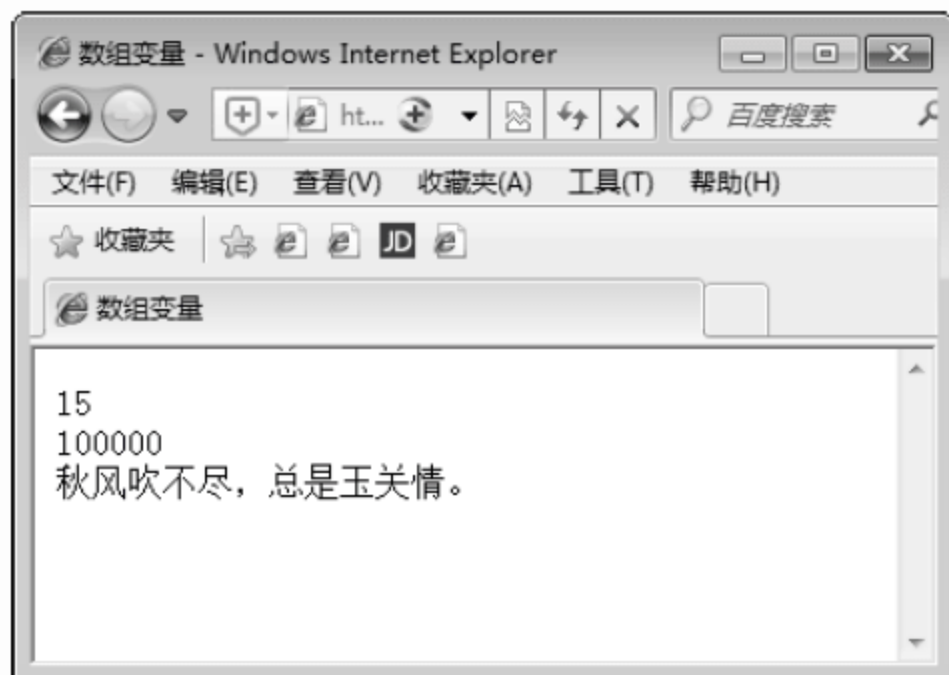 数组变量 - Windows Internet Explorer
ht... 百度搜索
文件(F) 编辑(E) 查看(V) 收藏夹(A) 工具(T) 帮助(H)
收藏夹 JD
数组变量
15
100000
秋风吹不尽，总是玉关情。